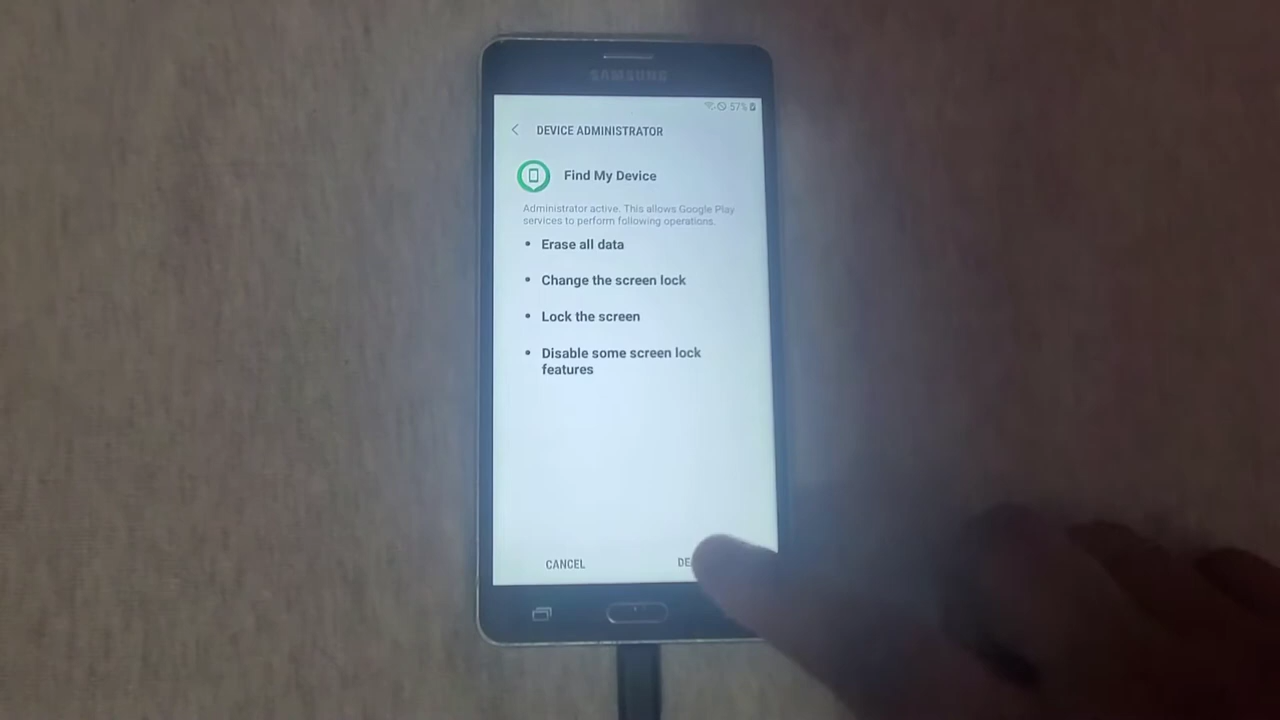 SAMSUNG
57%
DEVICE ADMINISTRATOR
Find My Device
Administrator active. This allows Google Play
services to perform following operations.
• Erase all data
• Change the screen lock
• Lock the screen
• Disable some screen lock
features
CANCEL